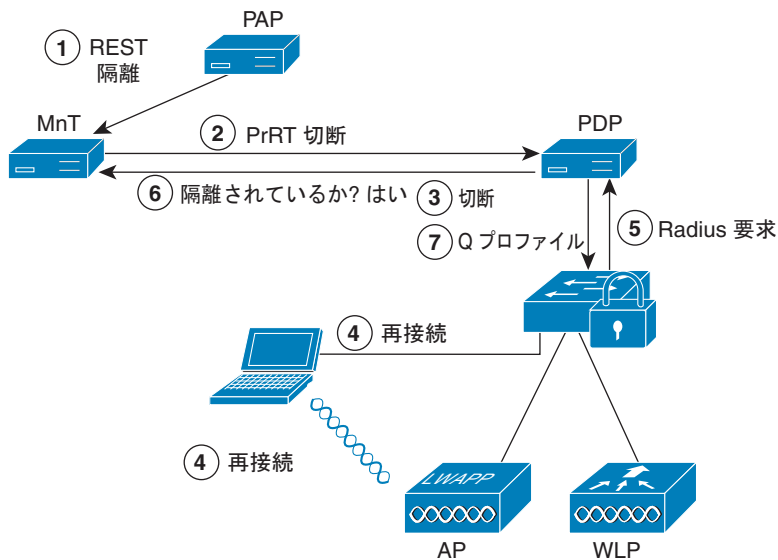 PAP
① REST
隔離
MnT
② PrRT 切断
PDP
⑥ 隔離されているか? はい
③ 切断
⑦ Q プロファイル
⑤ Radius 要求
④ 再接続
④ 再接続
LWAPP
AP
WLP